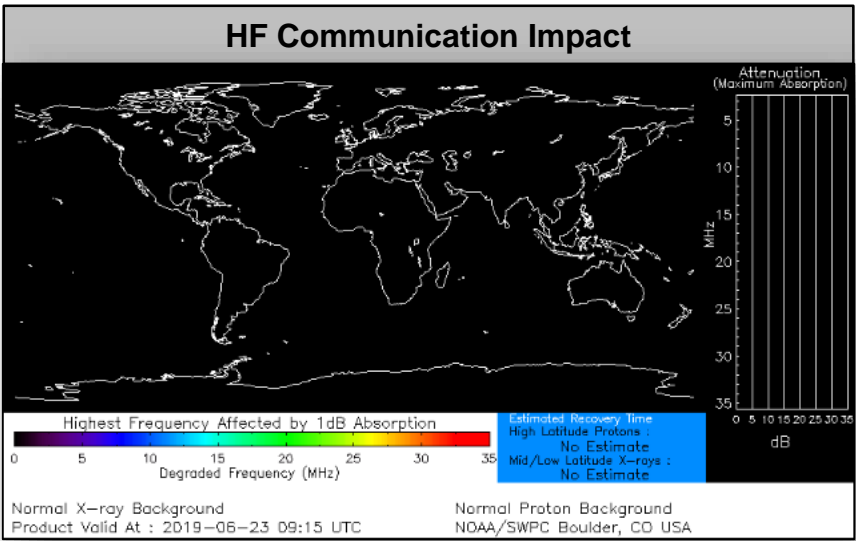 HF Communication Impact
Attenuation
(Maximum Absorption)
5
10
15
20
25
30
35
MHz
0 5 10 15 20 25 30 35
dB
Highest Frequency Affected by 1dB Absorption
0 5 10 15 20 25 30 35
Degraded Frequency (MHz)
Estimated Recovery Time
High Latitude Protons :
No Estimate
Mid/Low Latitude X-rays :
No Estimate
Normal X-ray Background
Product Valid At : 2019-06-23 09:15 UTC
Normal Proton Background
NOAA/SWPC Boulder, CO USA